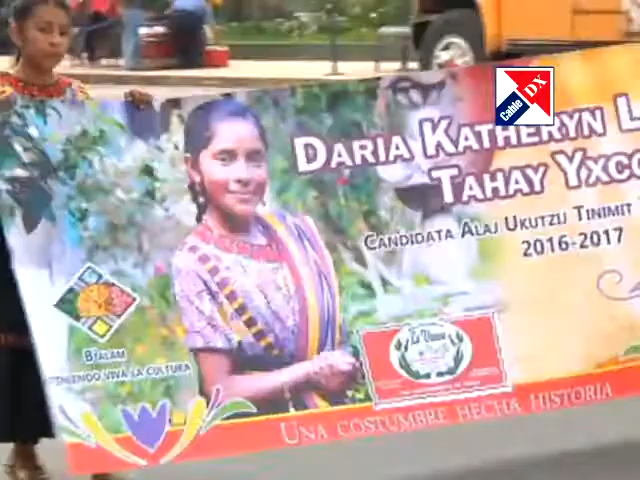 Cable DX
DARIA KATHERYN L
TAHAY YXCO
CANDIDATA ALAJ UKUTZIJ TINIMIT
2016-2017
B'ALAM
VIVA LA CULTURA
UNA COSTUMBRE HECHA HISTORIA